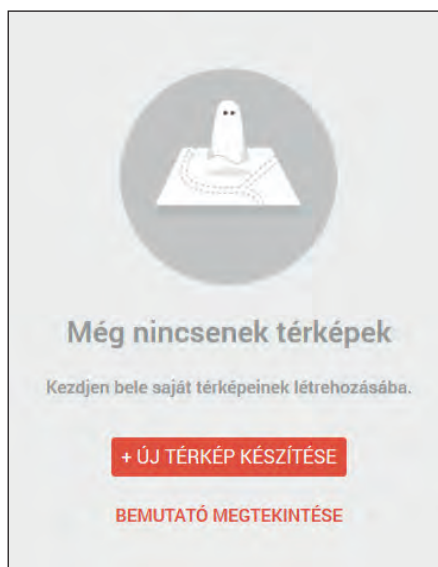 Még nincsenek térképek
Kezdjen bele saját térképeinek létrehozásába.
+ ÚJ TÉRKÉP KÉSZÍTÉSE
BEMUTATÓ MEGTEKINTÉSE